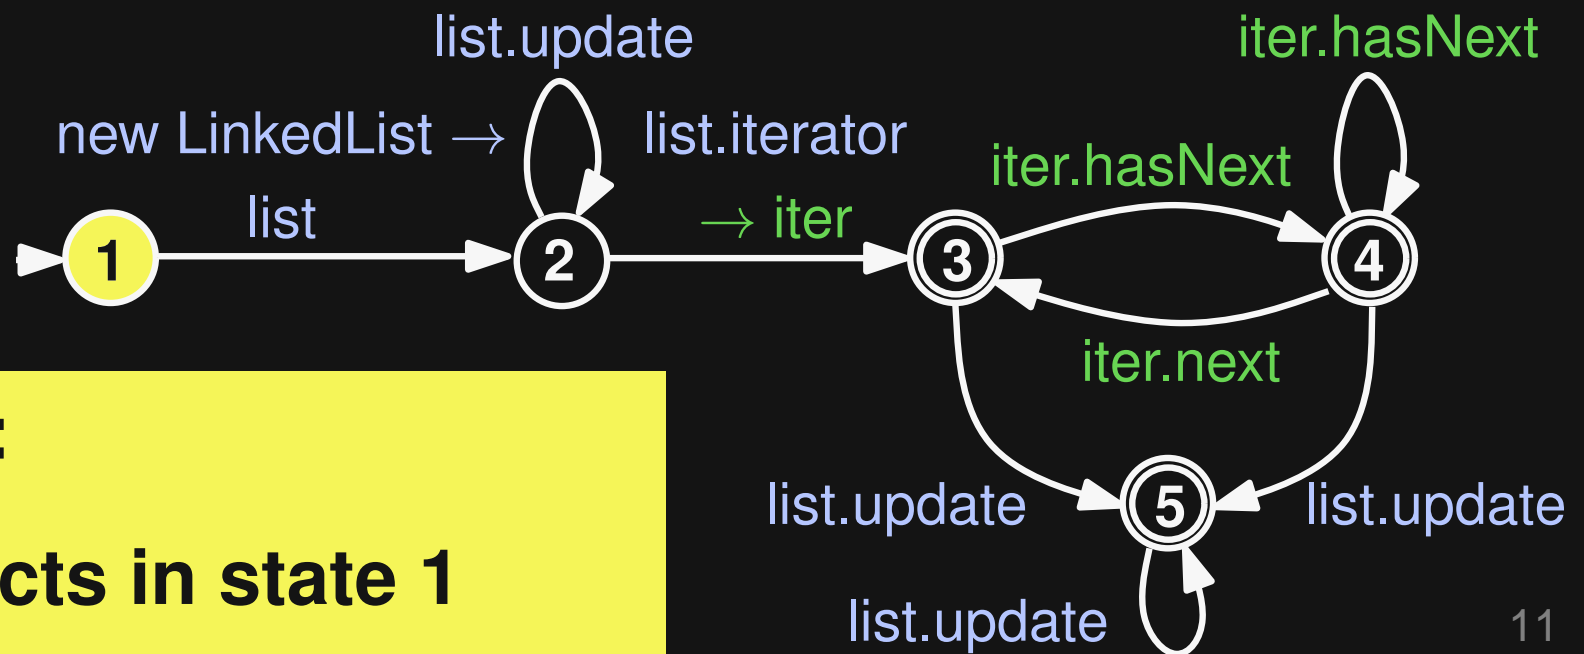 list.update
iter.hasNext
new LinkedList →
list.iterator
iter.hasNext
list
→ iter
1
2
3
4
iter.next
:
list.update
5
list.update
cts in state 1
list.update
11